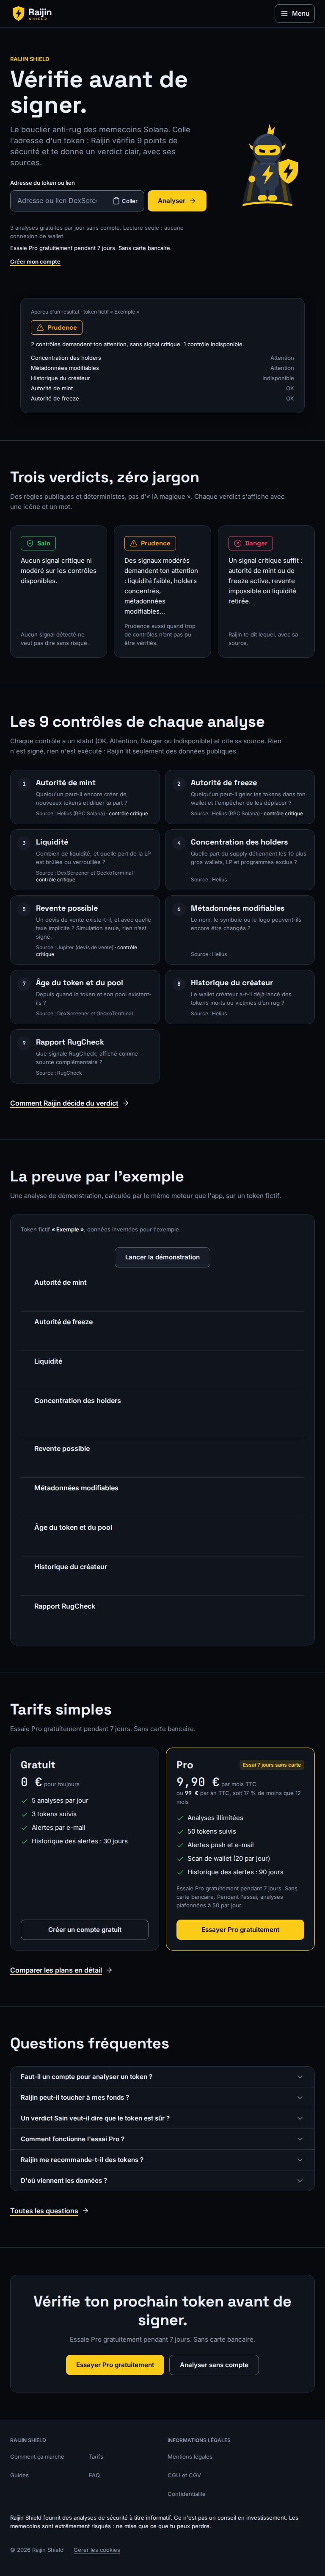 Raijin
SHIELD
Menu
RAIJIN SHIELD
Vérifie avant de
signer.
Le bouclier anti-rug des memecoins Solana. Colle
l'adresse d'un token : Raijin vérifie 9 points de
sécurité et te donne un verdict clair, avec ses
sources.
Adresse du token ou lien
Adresse ou lien DexScree
Coller
Analyser
3 analyses gratuites par jour sans compte. Lecture seule : aucune
connexion de wallet.
Essaie Pro gratuitement pendant 7 jours. Sans carte bancaire.
Créer mon compte
Aperçu d'un résultat · token fictif « Exemple »
Prudence
2 contrôles demandent ton attention, sans signal critique. 1 contrôle indisponible.
Concentration des holders
Attention
Métadonnées modifiables
Attention
Historique du créateur
Indisponible
Autorité de mint
OK
Autorité de freeze
OK
Trois verdicts, zéro jargon
Des règles publiques et déterministes, pas d'« IA magique ». Chaque verdict s'affiche avec
une icône et un mot.
Sain
Aucun signal critique ni
modéré sur les contrôles
disponibles.
Aucun signal détecté ne
veut pas dire sans risque.
Prudence
Des signaux modérés
demandent ton attention
: liquidité faible, holders
concentrés,
métadonnées
modifiables…
Prudence aussi quand trop
de contrôles n'ont pas pu
être vérifiés.
Danger
Un signal critique suffit :
autorité de mint ou de
freeze active, revente
impossible ou liquidité
retirée.
Raijin te dit lequel, avec sa
source.
Les 9 contrôles de chaque analyse
Chaque contrôle a un statut (OK, Attention, Danger ou Indisponible) et cite sa source. Rien
n'est signé, rien n'est exécuté : Raijin lit seulement des données publiques.
1
Autorité de mint
Quelqu'un peut-il encore créer de
nouveaux tokens et diluer ta part ?
Source : Helius (RPC Solana) · contrôle critique
2
Autorité de freeze
Quelqu'un peut-il geler les tokens dans ton
wallet et t'empêcher de les déplacer ?
Source : Helius (RPC Solana) · contrôle critique
3
Liquidité
Combien de liquidité, et quelle part de la LP
est brûlée ou verrouillée ?
Source : DexScreener et GeckoTerminal ·
contrôle critique
4
Concentration des holders
Quelle part du supply détiennent les 10 plus
gros wallets, LP et programmes exclus ?
Source : Helius
5
Revente possible
Un devis de vente existe-t-il, et avec quelle
taxe implicite ? Simulation seule, rien n'est
signé.
Source : Jupiter (devis de vente) · contrôle
critique
6
Métadonnées modifiables
Le nom, le symbole ou le logo peuvent-ils
encore être changés ?
Source : Helius
7
Âge du token et du pool
Depuis quand le token et son pool existent-
ils ?
Source : DexScreener et GeckoTerminal
8
Historique du créateur
Le wallet créateur a-t-il déjà lancé des
tokens morts ou victimes d'un rug ?
Source : Helius
9
Rapport RugCheck
Que signale RugCheck, affiché comme
source complémentaire ?
Source : RugCheck
Comment Raijin décide du verdict
La preuve par l'exemple
Une analyse de démonstration, calculée par le même moteur que l'app, sur un token fictif.
Token fictif « Exemple », données inventées pour l'exemple.
Lancer la démonstration
Autorité de mint
Autorité de freeze
Liquidité
Concentration des holders
Revente possible
Métadonnées modifiables
Âge du token et du pool
Historique du créateur
Rapport RugCheck
Tarifs simples
Essaie Pro gratuitement pendant 7 jours. Sans carte bancaire.
Gratuit
0 € pour toujours
5 analyses par jour
3 tokens suivis
Alertes par e-mail
Historique des alertes : 30 jours
Créer un compte gratuit
Pro
Essai 7 jours sans carte
9,90 € par mois TTC
ou 99 € par an TTC, soit 17 % de moins que 12
mois
Analyses illimitées
50 tokens suivis
Alertes push et e-mail
Scan de wallet (20 par jour)
Historique des alertes : 90 jours
Essaie Pro gratuitement pendant 7 jours. Sans
carte bancaire. Pendant l'essai, analyses
plafonnées à 50 par jour.
Essayer Pro gratuitement
Comparer les plans en détail
Questions fréquentes
Faut-il un compte pour analyser un token ?
Raijin peut-il toucher à mes fonds ?
Un verdict Sain veut-il dire que le token est sûr ?
Comment fonctionne l'essai Pro ?
Raijin me recommande-t-il des tokens ?
D'où viennent les données ?
Toutes les questions
Vérifie ton prochain token avant de
signer.
Essaie Pro gratuitement pendant 7 jours. Sans carte bancaire.
Essayer Pro gratuitement
Analyser sans compte
RAIJIN SHIELD
INFORMATIONS LÉGALES
Comment ça marche
Tarifs
Mentions légales
Guides
FAQ
CGU et CGV
Confidentialité
Raijin Shield fournit des analyses de sécurité à titre informatif. Ce n'est pas un conseil en investissement. Les
memecoins sont extrêmement risqués : ne mise que ce que tu peux perdre.
© 2026 Raijin Shield
Gérer les cookies